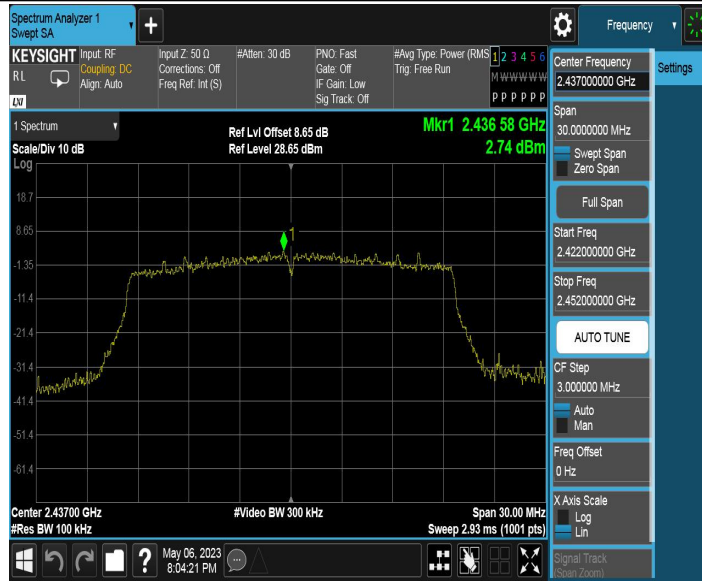 Spectrum Analyzer 1
Swept SA
Frequency
KEYSIGHT
RL
LXI
Input: RF
Coupling: DC
Align: Auto
Input Z: 50 Ω
Corrections: Off
Freq Ref: Int (S)
#Atten: 30 dB
PNO: Fast
Gate: Off
IF Gain: Low
Sig Track: Off
#Avg Type: Power (RMS
Trig: Free Run
1 2 3 4 5 6
M W W W W W
P P P P P P
Center Frequency
2.437000000 GHz
Settings
Span
30.0000000 MHz
Swept Span
Zero Span
Full Span
Start Freq
2.422000000 GHz
Stop Freq
2.452000000 GHz
AUTO TUNE
CF Step
3.000000 MHz
Auto
Man
Freq Offset
0 Hz
X Axis Scale
Log
Lin
Signal Track
(Span Zoom)
1 Spectrum
Scale/Div 10 dB
Log
Ref Lvl Offset 8.65 dB
Ref Level 28.65 dBm
Mkr1 2.436 58 GHz
2.74 dBm
18.7
8.65
-1.35
-11.4
-21.4
-31.4
-41.4
-51.4
-61.4
1
Center 2.43700 GHz
#Res BW 100 kHz
#Video BW 300 kHz
Span 30.00 MHz
Sweep 2.93 ms (1001 pts)
?
May 06, 2023
8:04:21 PM